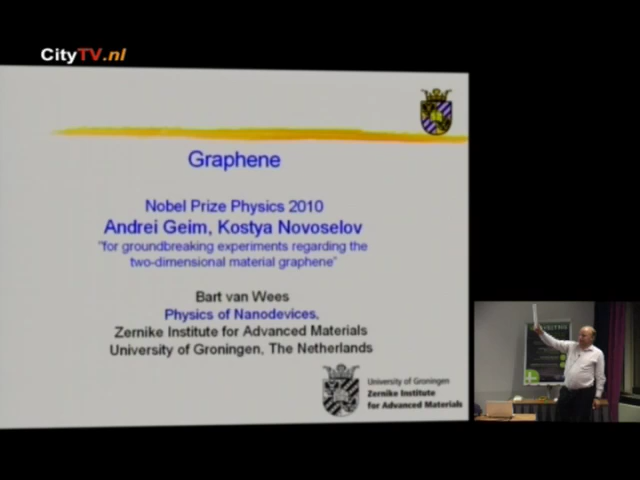 CityTV.nl
Graphene
Nobel Prize Physics 2010
Andrei Geim, Kostya Novoselov
"for groundbreaking experiments regarding the
two-dimensional material graphene"
Bart van Wees
Physics of Nanodevices,
Zernike Institute for Advanced Materials
University of Groningen, The Netherlands
University of Groningen
Zernike Institute
for Advanced Materials